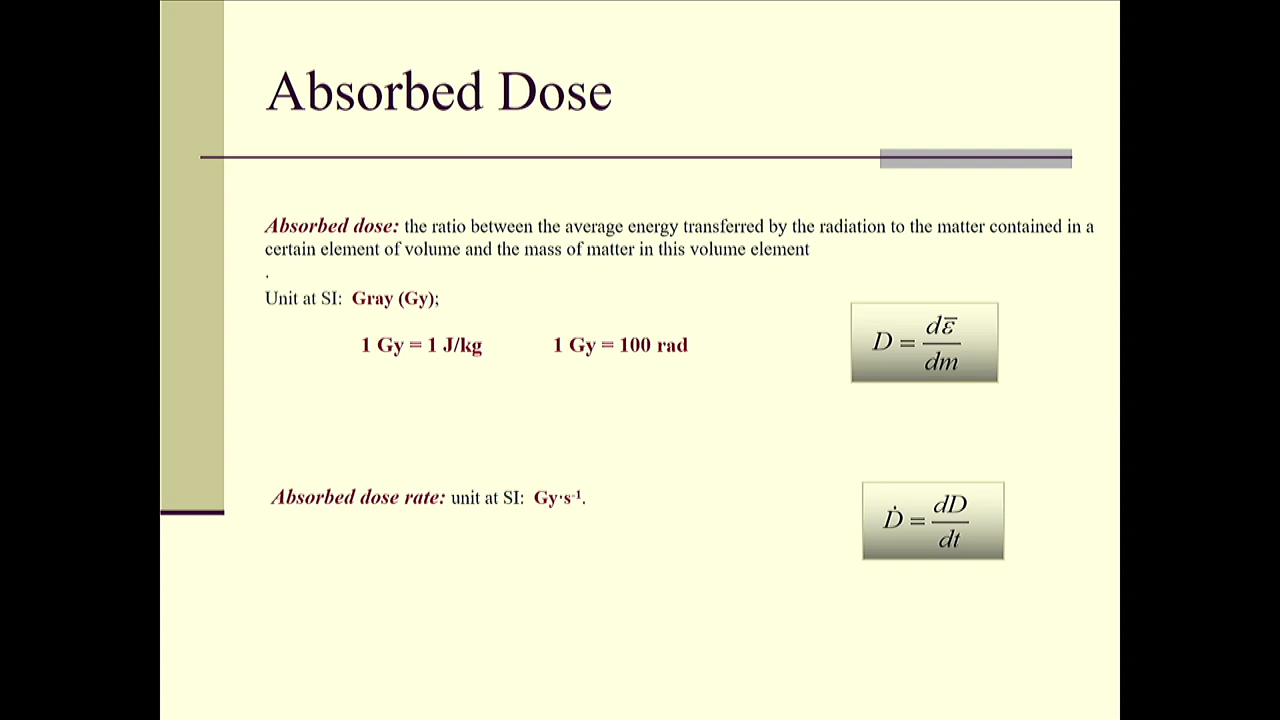 Absorbed Dose
Absorbed dose: the ratio between the average energy transferred by the radiation to the matter contained in a
certain element of volume and the mass of matter in this volume element
.
Unit at SI: Gray (Gy);
1 Gy = 1 J/kg 1 Gy = 100 rad
D = dε̅/dm
Absorbed dose rate: unit at SI: Gy·s⁻¹.
Ḋ = dD/dt